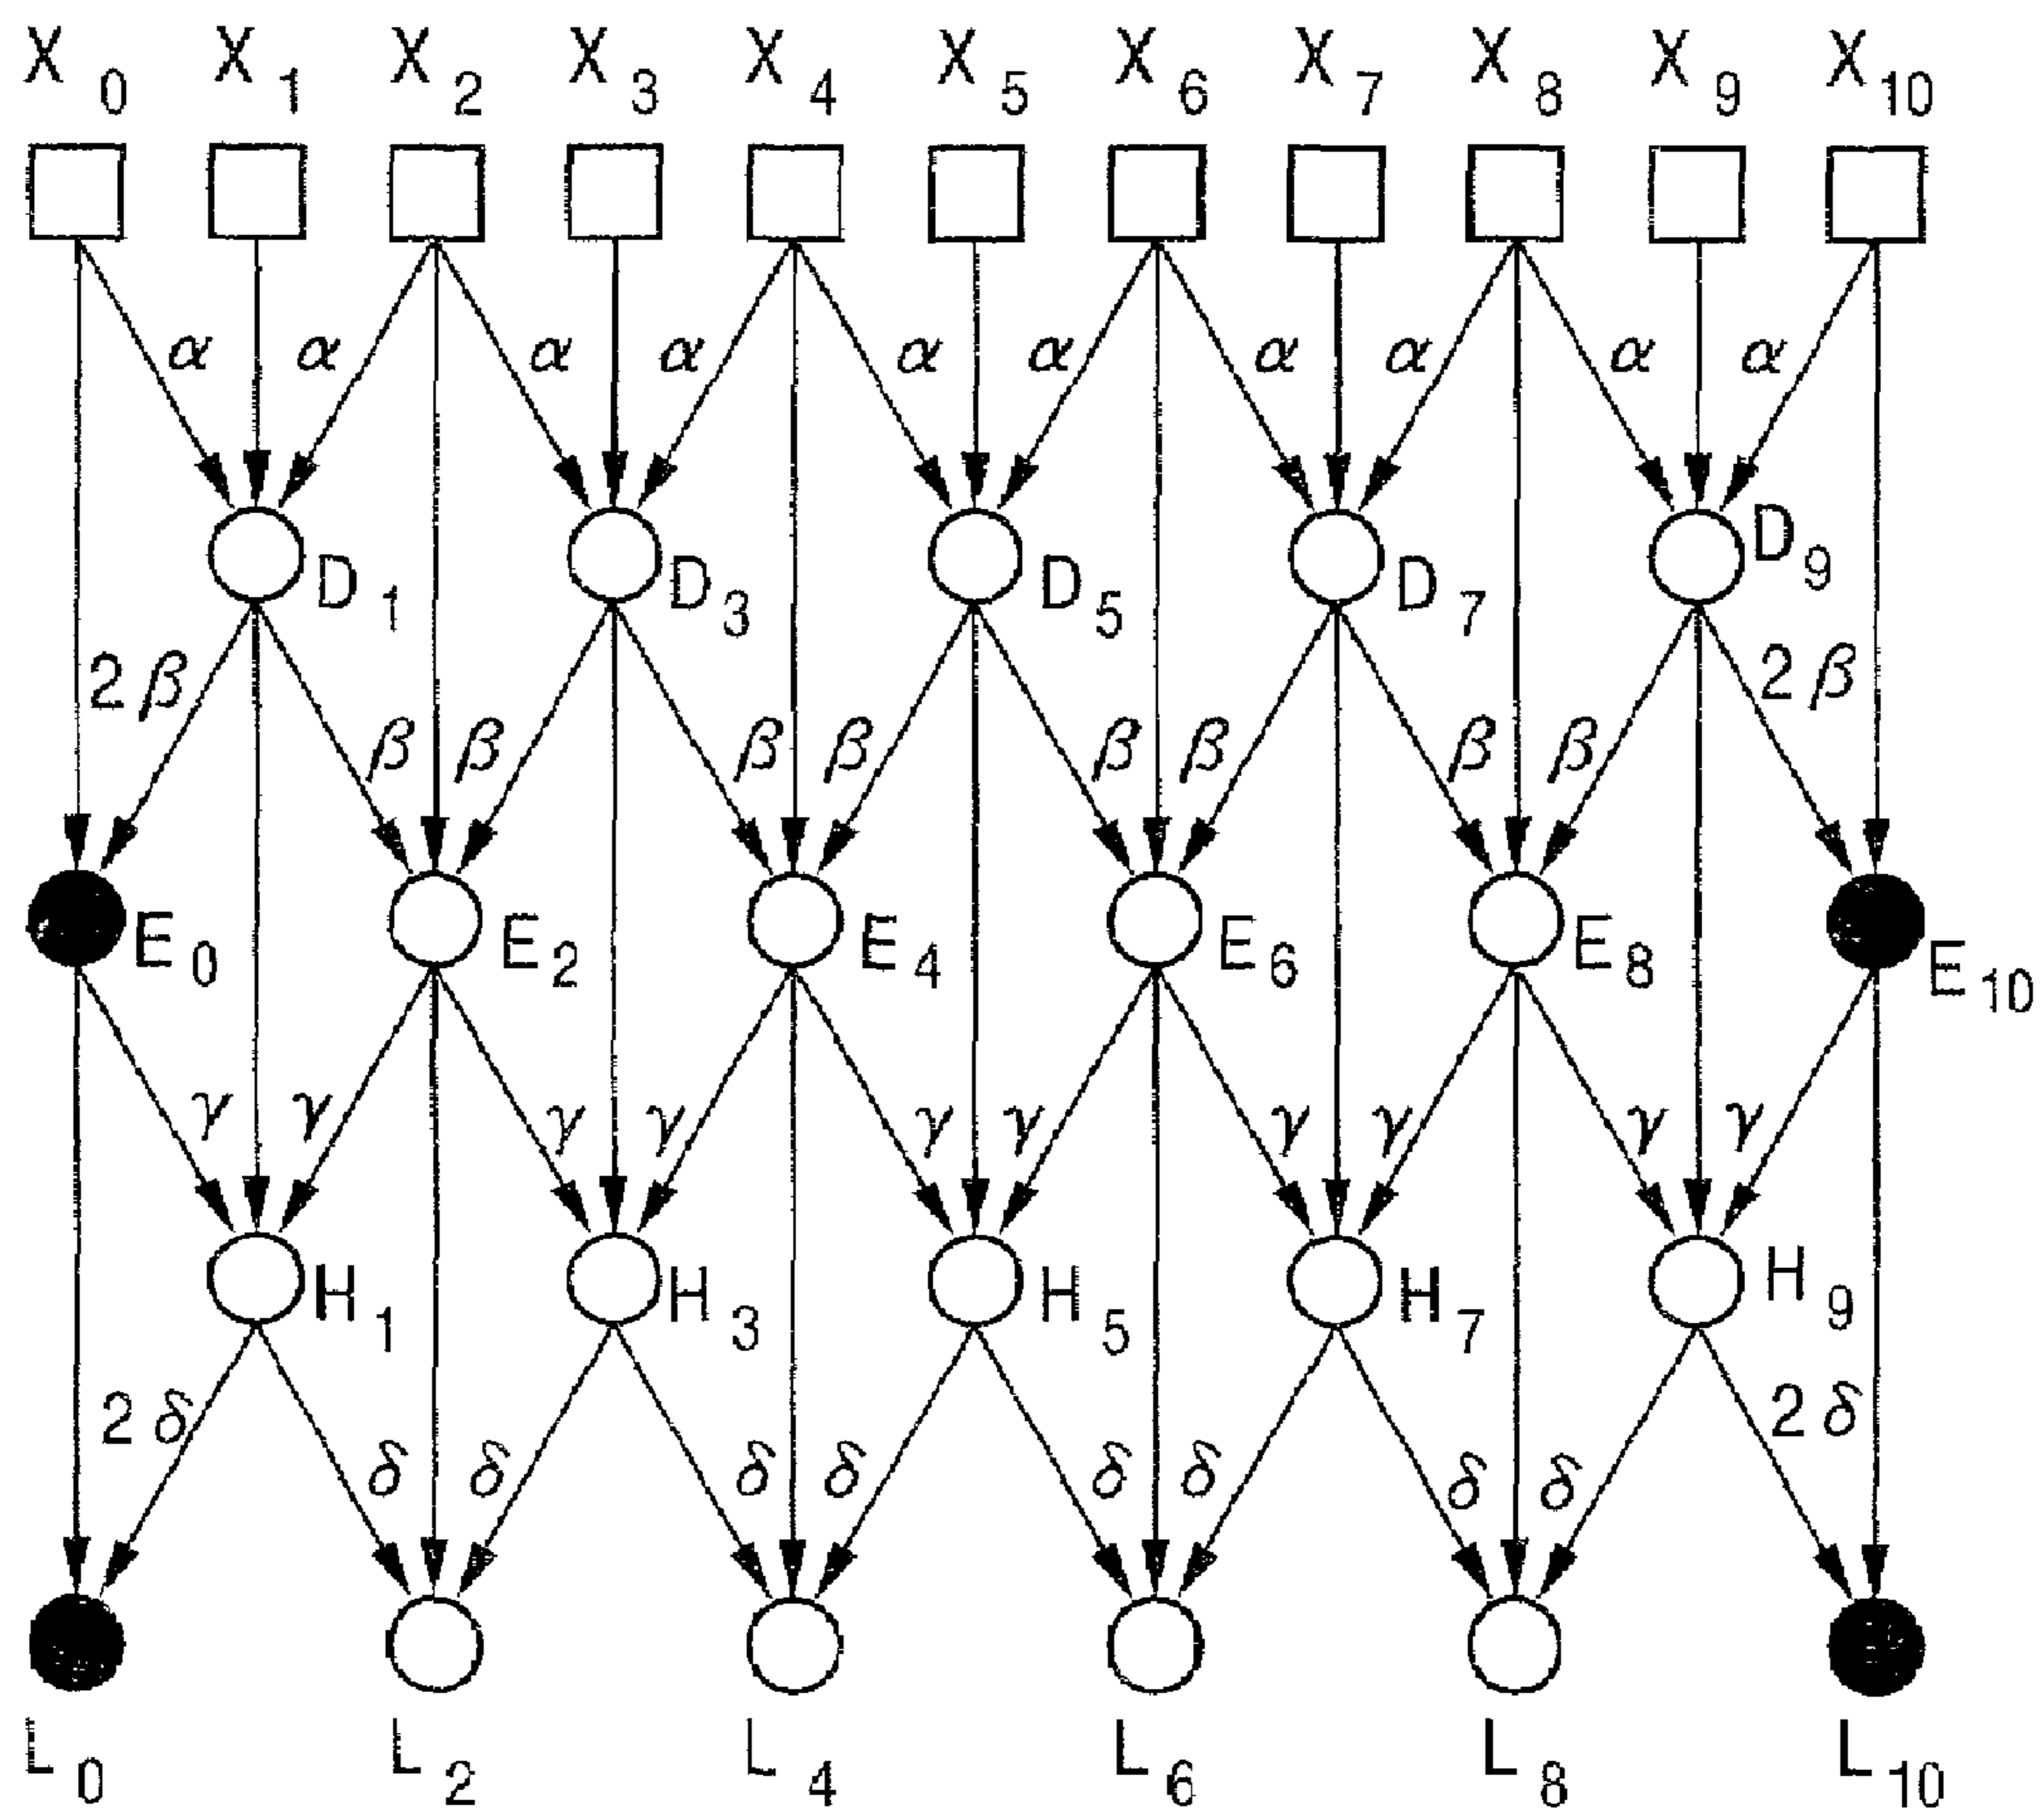 X0 X1 X2 X3 X4 X5 X6 X7 X8 X9 X10
α α α α α α α α α α
D1 D3 D5 D7 D9
2β β β β β β β β β 2β
E0 E2 E4 E6 E8 E10
γ γ γ γ γ γ γ γ γ γ
H1 H3 H5 H7 H9
2δ δ δ δ δ δ δ δ δ 2δ
L0 L2 L4 L6 L8 L10